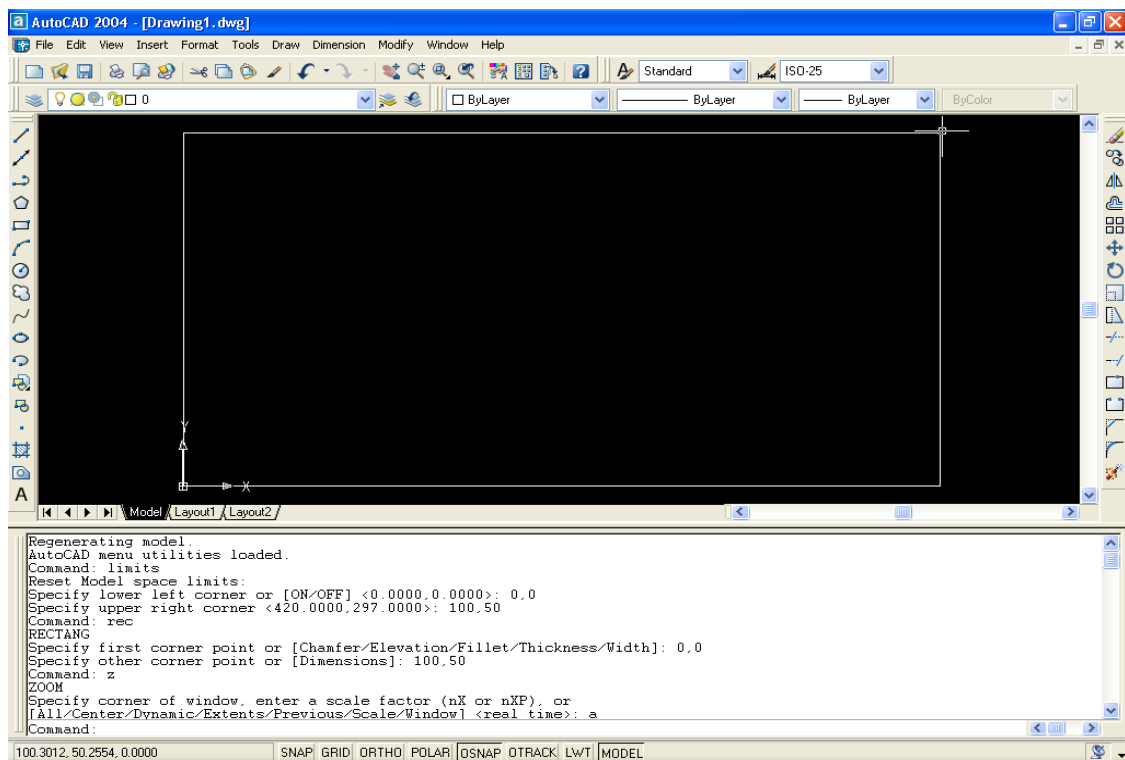 AutoCAD 2004 - [Drawing1.dwg]
File Edit View Insert Format Tools Draw Dimension Modify Window Help
Standard ISO-25
0 ByLayer ByLayer ByLayer ByColor
Y
X
A
Model Layout1 Layout2
Regenerating model.
AutoCAD menu utilities loaded.
Command: limits
Reset Model space limits:
Specify lower left corner or [ON/OFF] <0.0000,0.0000>: 0,0
Specify upper right corner <420.0000,297.0000>: 100,50
Command: rec
RECTANG
Specify first corner point or [Chamfer/Elevation/Fillet/Thickness/Width]: 0,0
Specify other corner point or [Dimensions]: 100,50
Command: z
ZOOM
Specify corner of window, enter a scale factor (nX or nXP), or
[All/Center/Dynamic/Extents/Previous/Scale/Window] <real time>: a
Command:
100.3012, 50.2554, 0.0000 SNAP GRID ORTHO POLAR OSNAP OTRACK LWT MODEL